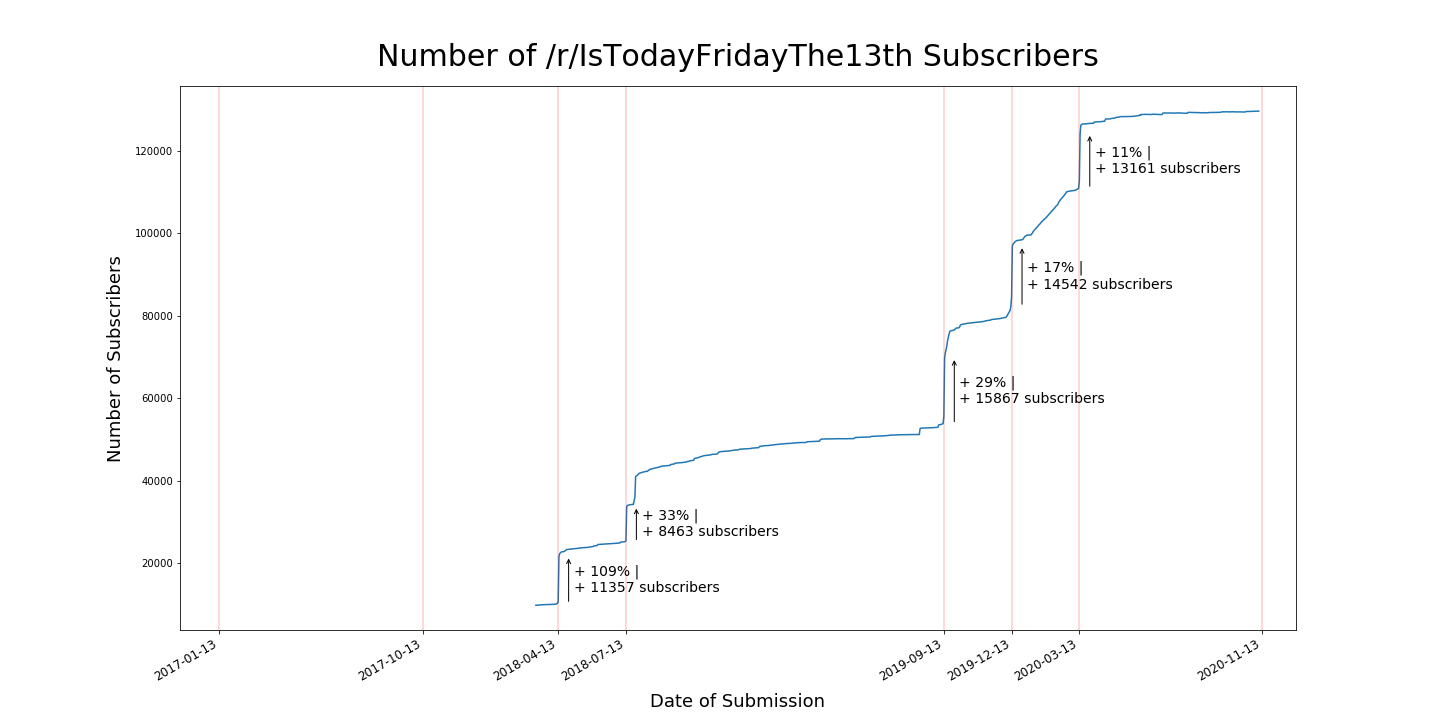 Number of /r/IsTodayFridayThe13th Subscribers
Number of Subscribers
120000
100000
80000
60000
40000
20000
+ 11% |
+ 13161 subscribers
+ 17% |
+ 14542 subscribers
+ 29% |
+ 15867 subscribers
+ 33% |
+ 8463 subscribers
+ 109% |
+ 11357 subscribers
2017-01-13
2017-10-13
2018-04-13
2018-07-13
2019-09-13
2019-12-13
2020-03-13
2020-11-13
Date of Submission